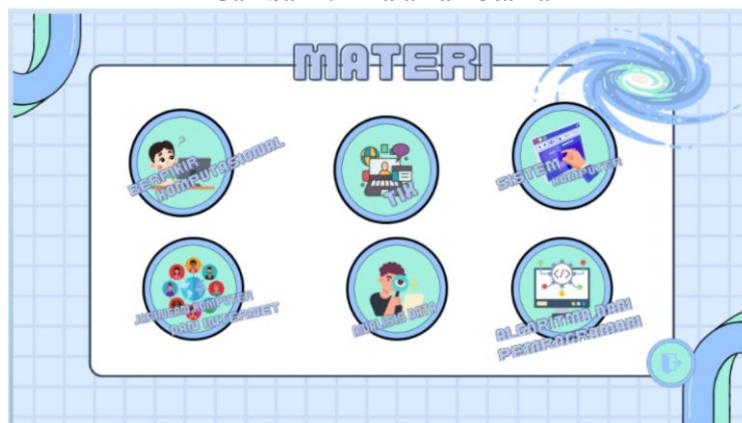 MATERI
BERPIKIR
KOMPUTASIONAL
TIK
SISTEM
KOMPUTER
JARINGAN KOMPUTER
DAN INTERNET
ANALISIS DATA
ALGORITMA DAN
PEMROGRAMAN